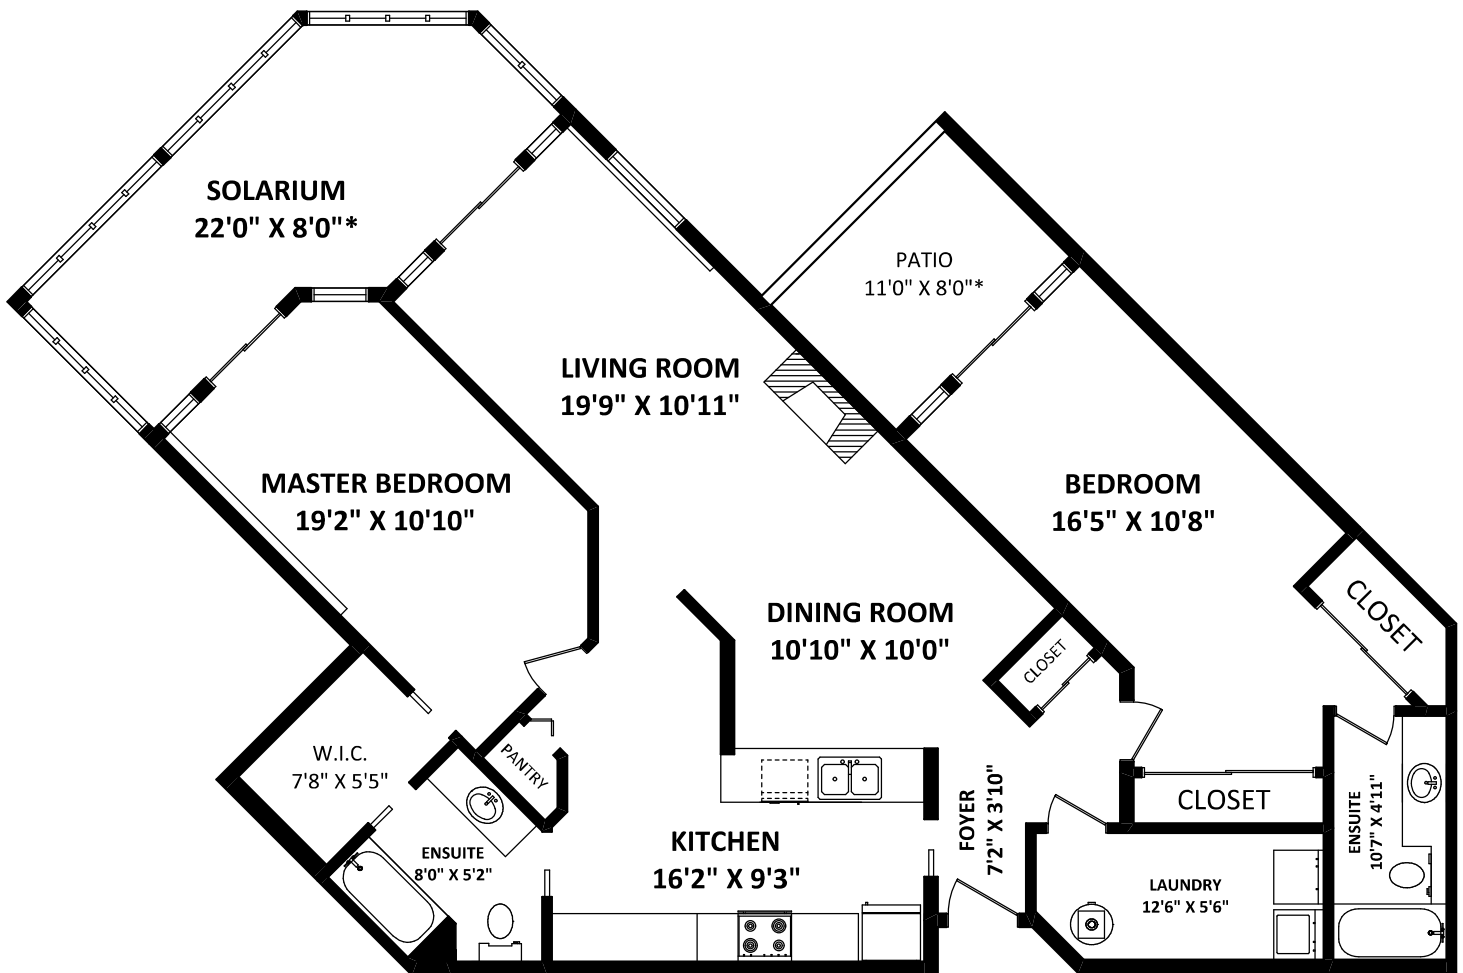 SOLARIUM
22'0" X 8'0"*
PATIO
11'0" X 8'0"*
LIVING ROOM
19'9" X 10'11"
MASTER BEDROOM
19'2" X 10'10"
BEDROOM
16'5" X 10'8"
CLOSET
DINING ROOM
10'10" X 10'0"
CLOSET
W.I.C.
7'8" X 5'5"
PANTRY
CLOSET
KITCHEN
16'2" X 9'3"
FOYER
7'2" X 3'10"
ENSUITE
8'0" X 5'2"
ENSUITE
10'7" X 4'11"
LAUNDRY
12'6" X 5'6"